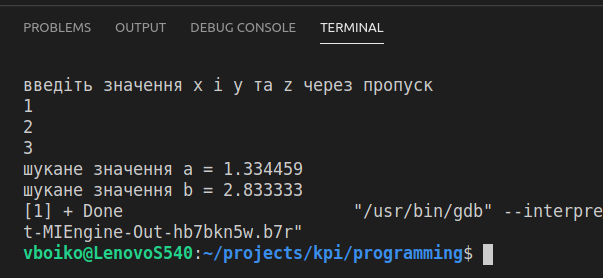 PROBLEMS OUTPUT DEBUG CONSOLE TERMINAL
введіть значення x і y та z через пропуск
1
2
3
шукане значення a = 1.334459
шукане значення b = 2.833333
[1] + Done "/usr/bin/gdb" --interpre
t-MIEngine-Out-hb7bkn5w.b7r"
vboiko@LenovoS540:~/projects/kpi/programming$